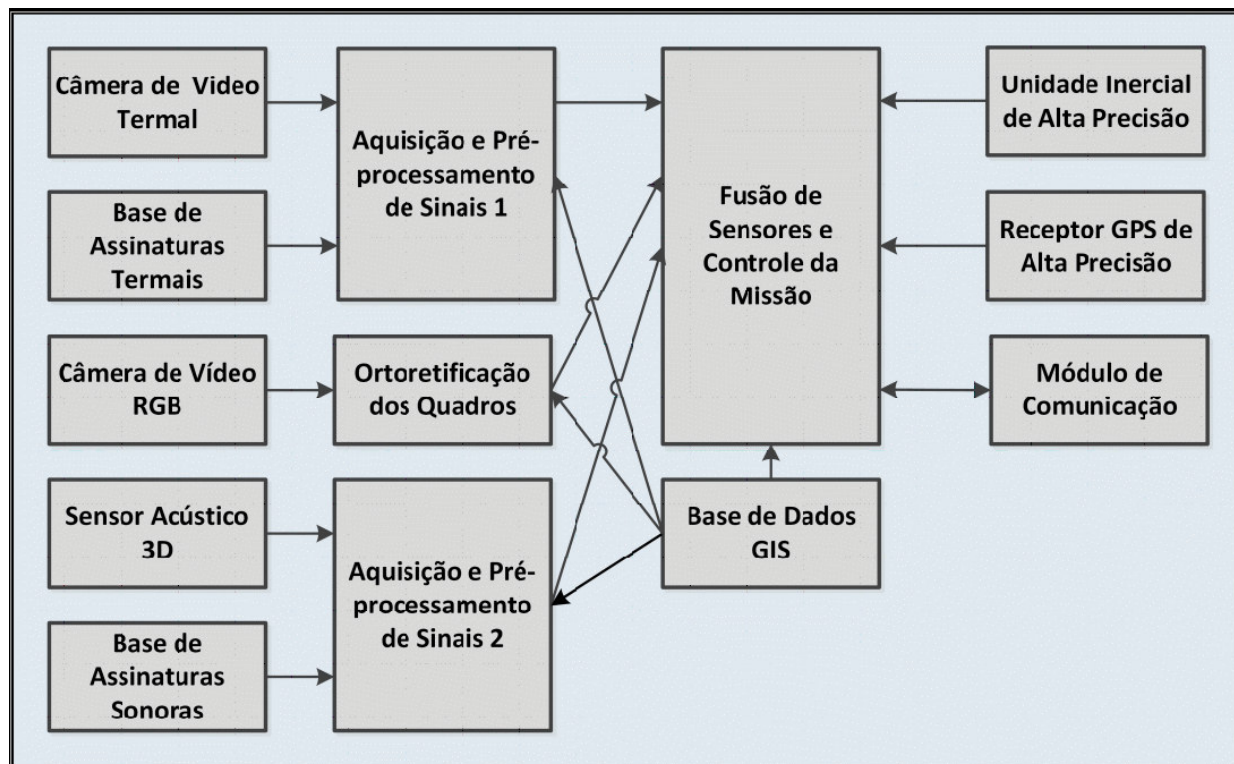 Câmera de Video
Termal
Base de
Assinaturas
Termais
Câmera de Vídeo
RGB
Sensor Acústico
3D
Base de
Assinaturas
Sonoras
Aquisição e Pré-
processamento
de Sinais 1
Ortoretificação
dos Quadros
Aquisição e Pré-
processamento
de Sinais 2
Fusão de
Sensores e
Controle da
Missão
Base de Dados
GIS
Unidade Inercial
de Alta Precisão
Receptor GPS de
Alta Precisão
Módulo de
Comunicação